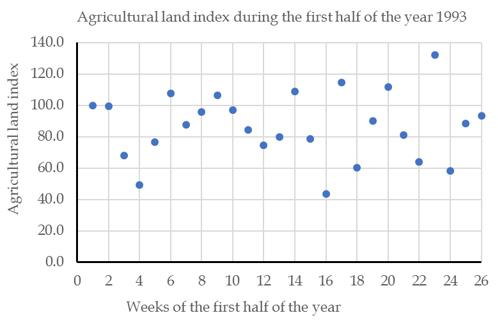 Agricultural land index during the first half of the year 1993
140.0
120.0
100.0
80.0
60.0
40.0
20.0
0.0
Agricultural land index
0 2 4 6 8 10 12 14 16 18 20 22 24 26
Weeks of the first half of the year